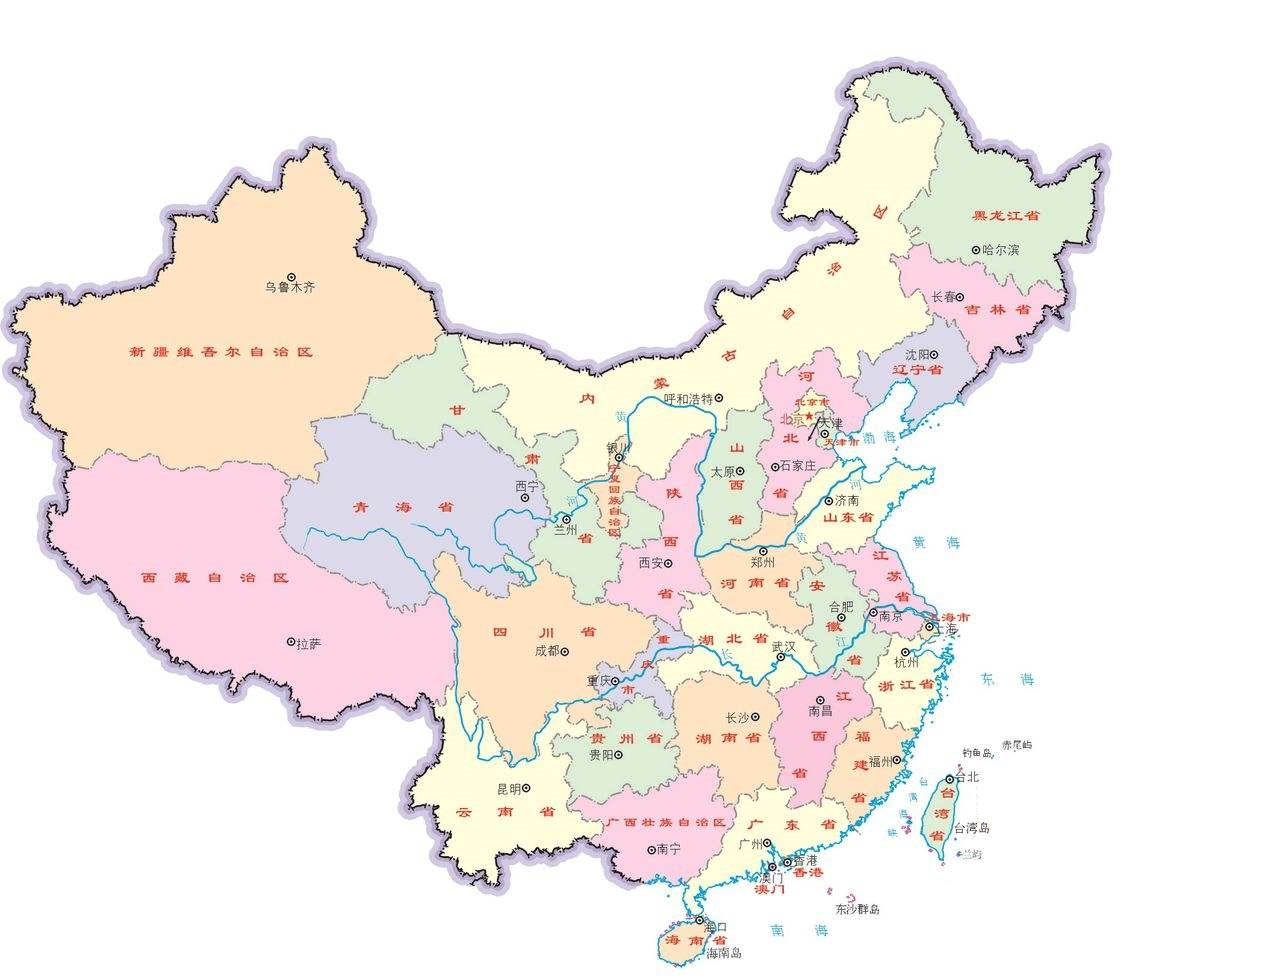 黑龙江省
哈尔滨
内蒙古自治区
长春
吉林省
沈阳
辽宁省
乌鲁木齐
新疆维吾尔自治区
甘肃省
兰州
呼和浩特
黄
河
北京市
北京
天津
天津市
河北省
石家庄
渤海
银川
宁夏回族自治区
山西省
太原
陕西省
西安
西宁
青海省
河
济南
山东省
黄
黄海
郑州
河南省
江苏省
南京
安徽省
合肥
上海市
上海
西藏自治区
拉萨
四川省
成都
重庆市
重庆
湖北省
武汉
长
江
杭州
浙江省
东海
长沙
湖南省
南昌
江西省
贵州省
贵阳
福建省
福州
钓鱼岛
赤尾屿
台北
台湾省
台湾岛
台湾海峡
兰屿
昆明
云南省
广西壮族自治区
南宁
广东省
广州
香港
香港
澳门
澳门
东沙群岛
南海
海口
海南省
海南岛